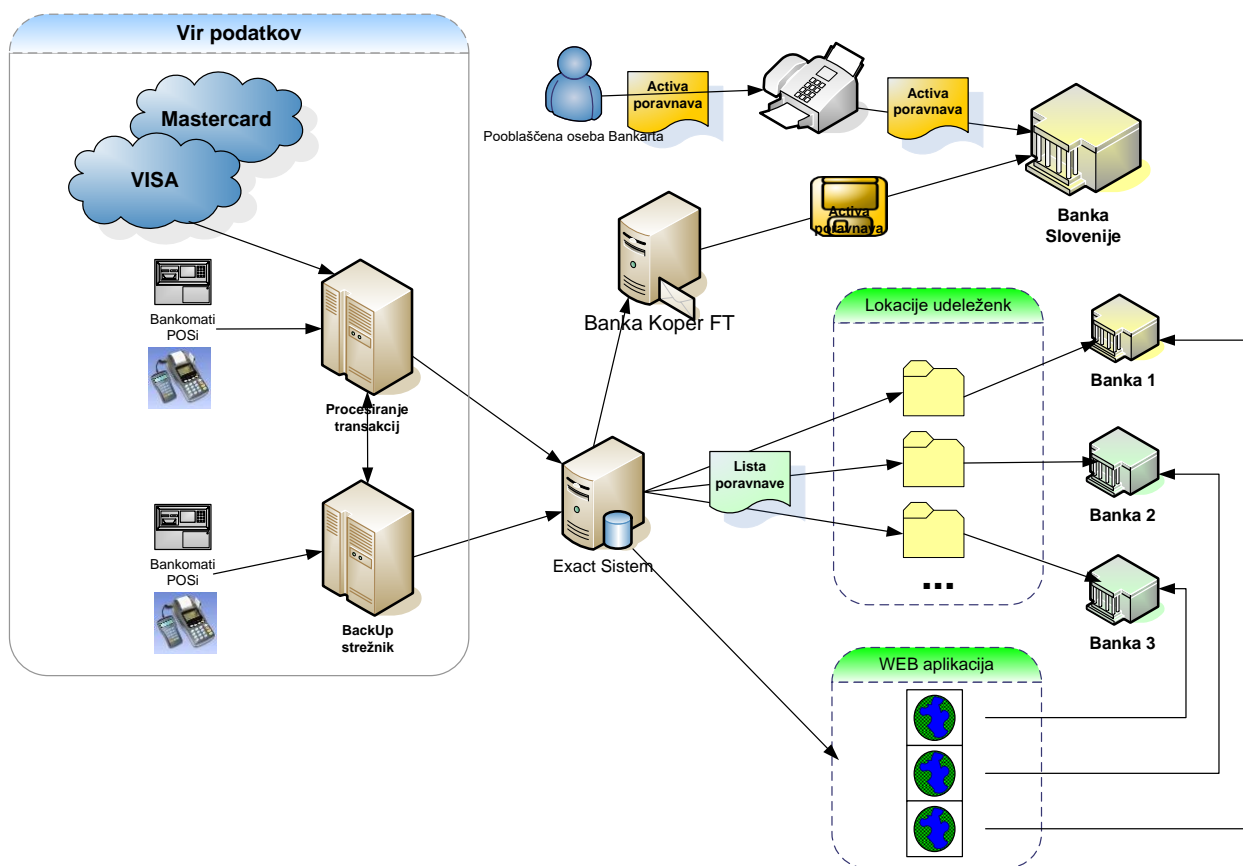 Vir podatkov
Mastercard
VISA
Bankomati
POSi
Procesiranje
transakcij
Bankomati
POSi
BackUp
strežnik
Pooblaščena oseba Bankarta
Activa
poravnava
Activa
poravnava
Banka
Slovenije
Activa
poravnava
Banka Koper FT
Exact Sistem
Lista
poravnave
Lokacije udeleženk
...
Banka 1
Banka 2
Banka 3
WEB aplikacija